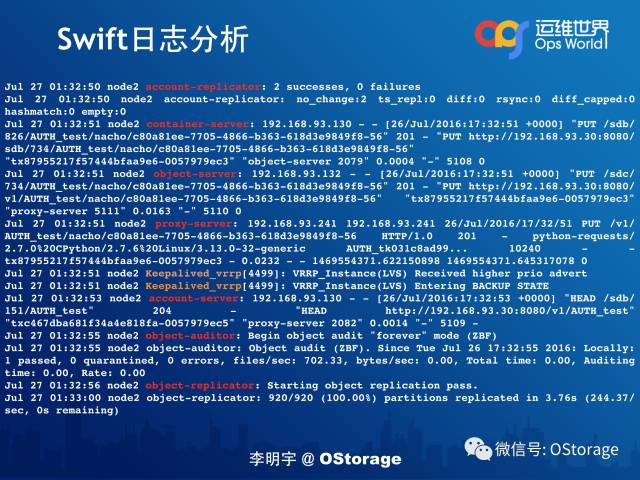 Swift日志分析
运维世界
Ops World
Jul 27 01:32:50 node2 account-replicator: 2 successes, 0 failures
Jul 27 01:32:50 node2 account-replicator: no_change:2 ts_repl:0 diff:0 rsync:0 diff_capped:0
hashmatch:0 empty:0
Jul 27 01:32:51 node2 container-server: 192.168.93.130 - - [26/Jul/2016:17:32:51 +0000] "PUT /sdb/
826/AUTH_test/nacho/c80a81ee-7705-4866-b363-618d3e9849f8-56" 201 - "PUT http://192.168.93.30:8080/
sdb/734/AUTH_test/nacho/c80a81ee-7705-4866-b363-618d3e9849f8-56"
"tx87955217f57444bfaa9e6-0057979ec3" "object-server 2079" 0.0004 "-" 5108 0
Jul 27 01:32:51 node2 object-server: 192.168.93.132 - - [26/Jul/2016:17:32:51 +0000] "PUT /sdc/
734/AUTH_test/nacho/c80a81ee-7705-4866-b363-618d3e9849f8-56" 201 - "PUT http://192.168.93.30:8080/
v1/AUTH_test/nacho/c80a81ee-7705-4866-b363-618d3e9849f8-56" "tx87955217f57444bfaa9e6-0057979ec3"
"proxy-server 5111" 0.0163 "-" 5110 0
Jul 27 01:32:51 node2 proxy-server: 192.168.93.241 192.168.93.241 26/Jul/2016/17/32/51 PUT /v1/
AUTH_test/nacho/c80a81ee-7705-4866-b363-618d3e9849f8-56 HTTP/1.0 201 - python-requests/
2.7.0%20CPython/2.7.6%20Linux/3.13.0-32-generic AUTH_tk031c8ad99... 10240 - -
tx87955217f57444bfaa9e6-0057979ec3 - 0.0232 - - 1469554371.622150898 1469554371.645317078 0
Jul 27 01:32:51 node2 Keepalived_vrrp[4499]: VRRP_Instance(LVS) Received higher prio advert
Jul 27 01:32:51 node2 Keepalived_vrrp[4499]: VRRP_Instance(LVS) Entering BACKUP STATE
Jul 27 01:32:53 node2 account-server: 192.168.93.130 - - [26/Jul/2016:17:32:53 +0000] "HEAD /sdb/
151/AUTH_test" 204 - "HEAD http://192.168.93.30:8080/v1/AUTH_test"
"txc467dba681f34a4e818fa-0057979ec5" "proxy-server 2082" 0.0014 "-" 5109 -
Jul 27 01:32:55 node2 object-auditor: Begin object audit "forever" mode (ZBF)
Jul 27 01:32:55 node2 object-auditor: Object audit (ZBF). Since Tue Jul 26 17:32:55 2016: Locally:
1 passed, 0 quarantined, 0 errors, files/sec: 702.33, bytes/sec: 0.00, Total time: 0.00, Auditing
time: 0.00, Rate: 0.00
Jul 27 01:32:56 node2 object-replicator: Starting object replication pass.
Jul 27 01:33:00 node2 object-replicator: 920/920 (100.00%) partitions replicated in 3.76s (244.37/
sec, 0s remaining)
李明宇 @ OStorage
微信号: OStorage